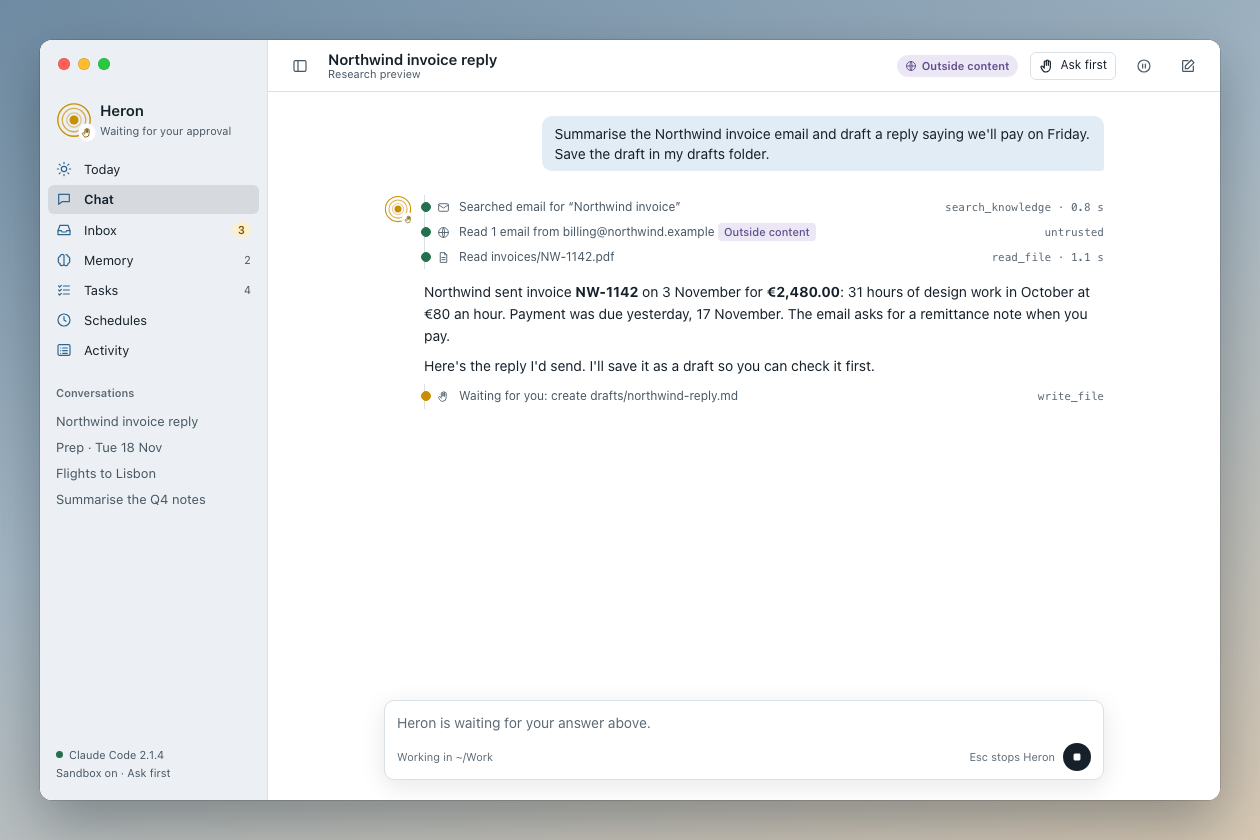 Heron
Waiting for your approval
Today
Chat
Inbox 3
Memory 2
Tasks 4
Schedules
Activity
Conversations
Northwind invoice reply
Prep · Tue 18 Nov
Flights to Lisbon
Summarise the Q4 notes
Claude Code 2.1.4
Sandbox on · Ask first
Northwind invoice reply
Research preview
Outside content
Ask first
Summarise the Northwind invoice email and draft a reply saying we'll pay on Friday.
Save the draft in my drafts folder.
Searched email for “Northwind invoice” search_knowledge · 0.8 s
Read 1 email from billing@northwind.example Outside content untrusted
Read invoices/NW-1142.pdf read_file · 1.1 s
Northwind sent invoice NW-1142 on 3 November for €2,480.00: 31 hours of design work in October at
€80 an hour. Payment was due yesterday, 17 November. The email asks for a remittance note when you
pay.
Here's the reply I'd send. I'll save it as a draft so you can check it first.
Waiting for you: create drafts/northwind-reply.md write_file
Heron is waiting for your answer above.
Working in ~/Work
Esc stops Heron